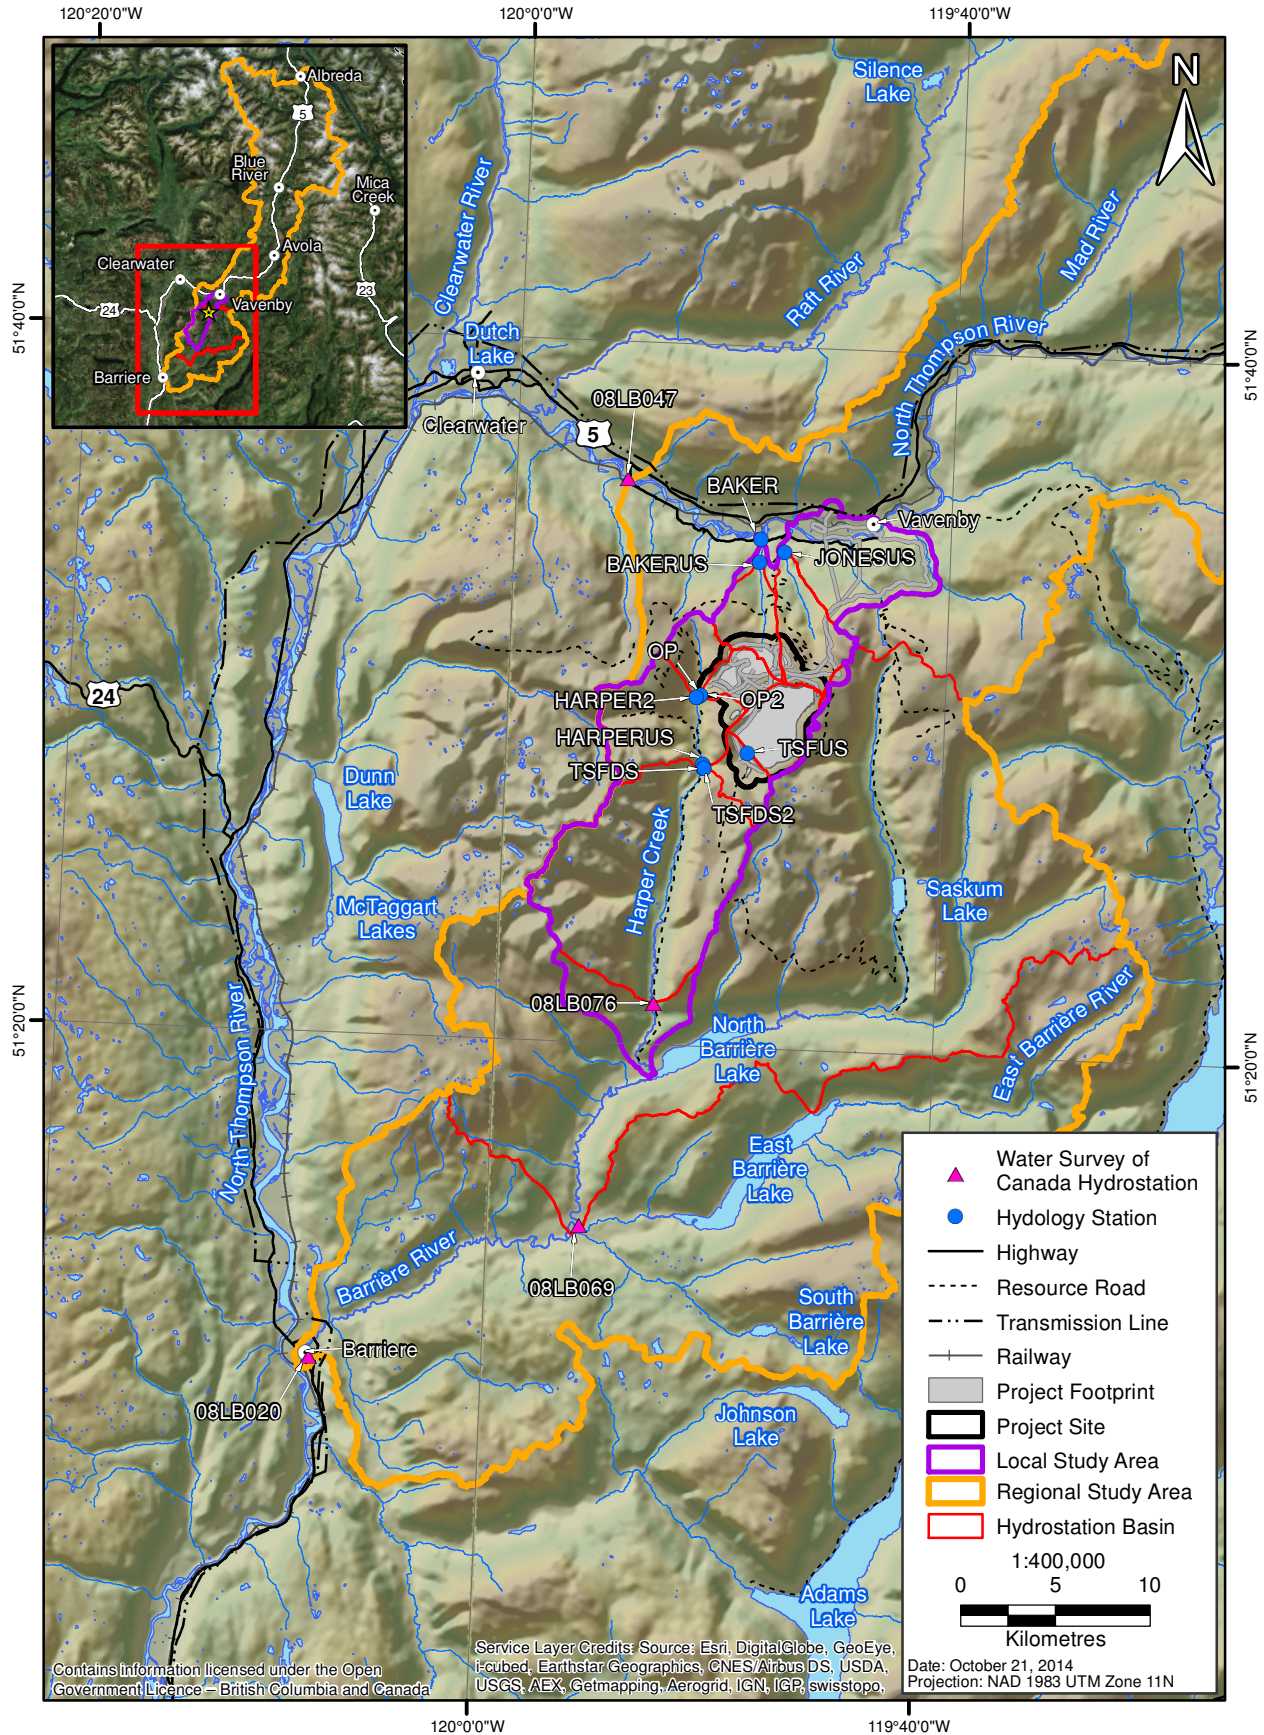 120°20'0"W
120°0'0"W
119°40'0"W
Albreda
5
Blue
River
Mica
Creek
Avola
Clearwater
Vavenby
24
23
Barriere
N
Silence
Lake
Clearwater River
Mad River
Raft River
North Thompson River
51°40'0"N
51°40'0"N
Dutch
Lake
08LB047
Clearwater
5
BAKER
Vavenby
BAKERUS
JONESUS
OP
HARPER2
OP2
24
HARPERUS
TSFUS
TSFDS
TSFDS2
Dunn
Lake
Harper Creek
McTaggart
Lakes
Saskum
Lake
08LB076
North
Barrière
Lake
East Barrière River
51°20'0"N
51°20'0"N
North Thompson River
East
Barrière
Lake
Barrière River
08LB069
South
Barrière
Lake
Barriere
08LB020
Johnson
Lake
Adams
Lake
Water Survey of
Canada Hydrostation
Hydology Station
Highway
Resource Road
Transmission Line
Railway
Project Footprint
Project Site
Local Study Area
Regional Study Area
Hydrostation Basin
1:400,000
0 5 10
Kilometres
Date: October 21, 2014
Projection: NAD 1983 UTM Zone 11N
Service Layer Credits: Source: Esri, DigitalGlobe, GeoEye,
i-cubed, Earthstar Geographics, CNES/Airbus DS, USDA,
USGS, AEX, Getmapping, Aerogrid, IGN, IGP, swisstopo,
Contains information licensed under the Open
Government Licence – British Columbia and Canada
120°0'0"W
119°40'0"W